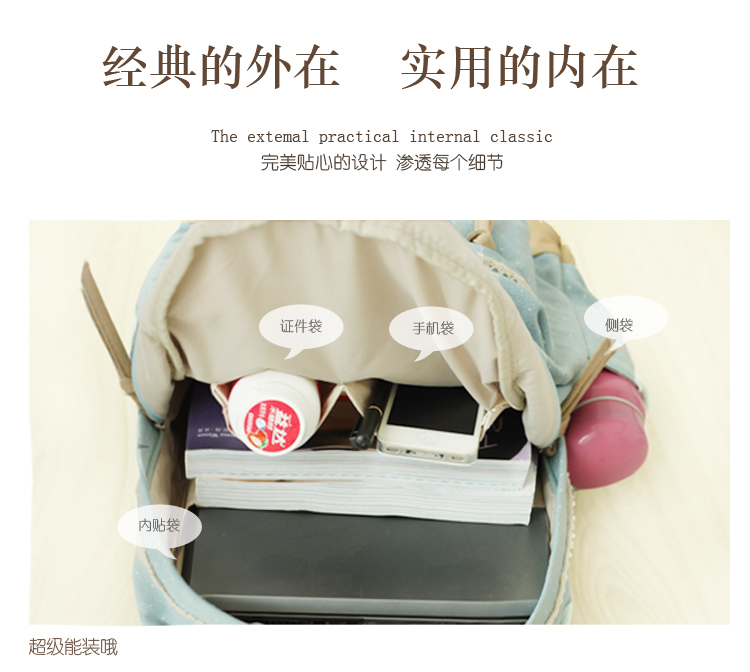 经典的外在 实用的内在
The extemal practical internal classic
完美贴心的设计 渗透每个细节
证件袋
手机袋
侧袋
益达
内贴袋
超级能装哦